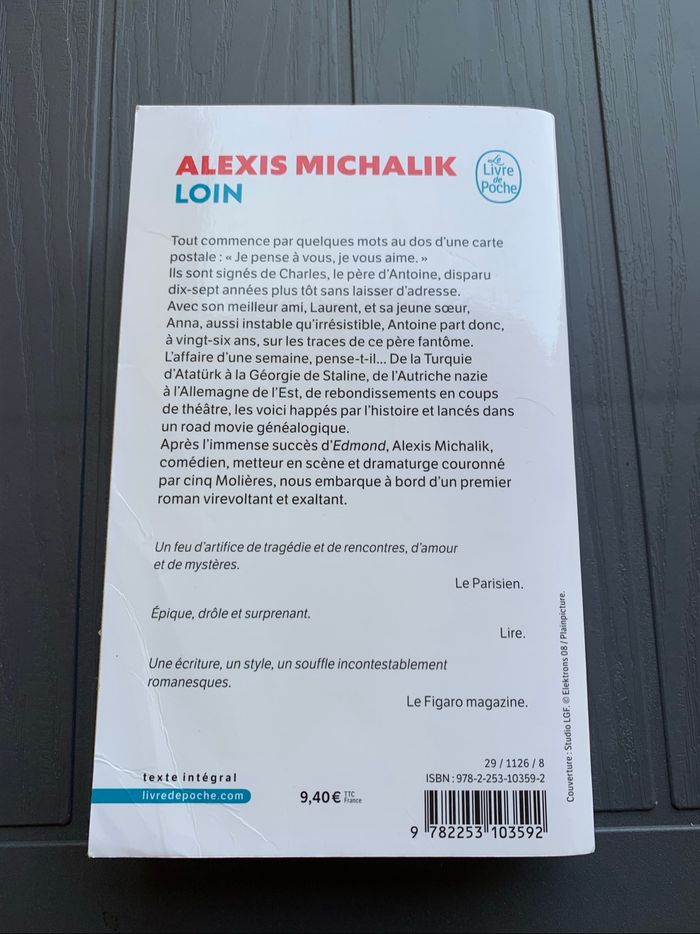 ALEXIS MICHALIK
LOIN
Le
Livre
de
Poche
Tout commence par quelques mots au dos d'une carte
postale : « Je pense à vous, je vous aime. »
Ils sont signés de Charles, le père d'Antoine, disparu
dix-sept années plus tôt sans laisser d'adresse.
Avec son meilleur ami, Laurent, et sa jeune sœur,
Anna, aussi instable qu'irrésistible, Antoine part donc,
à vingt-six ans, sur les traces de ce père fantôme.
L'affaire d'une semaine, pense-t-il... De la Turquie
d'Atatürk à la Géorgie de Staline, de l'Autriche nazie
à l'Allemagne de l'Est, de rebondissements en coups
de théâtre, les voici happés par l'histoire et lancés dans
un road movie généalogique.
Après l'immense succès d'Edmond, Alexis Michalik,
comédien, metteur en scène et dramaturge couronné
par cinq Molières, nous embarque à bord d'un premier
roman virevoltant et exaltant.
Un feu d'artifice de tragédie et de rencontres, d'amour
et de mystères.
Le Parisien.
Épique, drôle et surprenant.
Lire.
Une écriture, un style, un souffle incontestablement
romanesques.
Le Figaro magazine.
Couverture : Studio LGF. © Elektrons 08 / Plainpicture.
texte intégral
livredepoche.com
9,40 € TTC
France
29 / 1126 / 8
ISBN : 978-2-253-10359-2
9 782253 103592